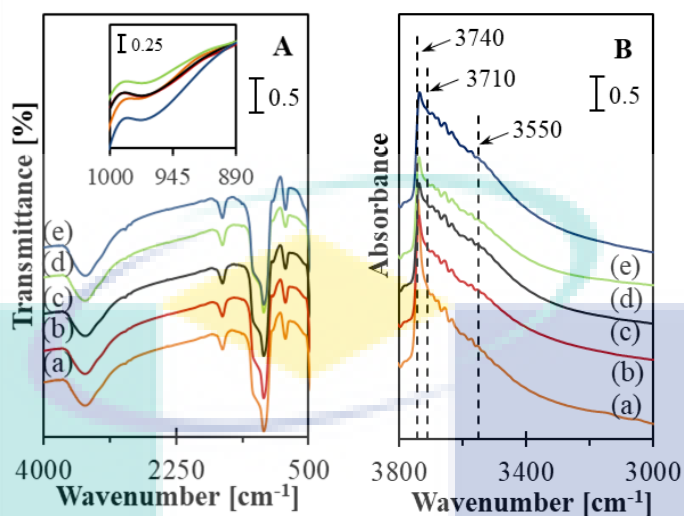 A
0.25
0.5
1000 945 890
Transmittance [%]
(e)
(d)
(c)
(b)
(a)
4000 2250 500
Wavenumber [cm⁻¹]
3740
B
3710
0.5
3550
Absorbance
(e)
(d)
(c)
(b)
(a)
3800 3400 3000
Wavenumber [cm⁻¹]